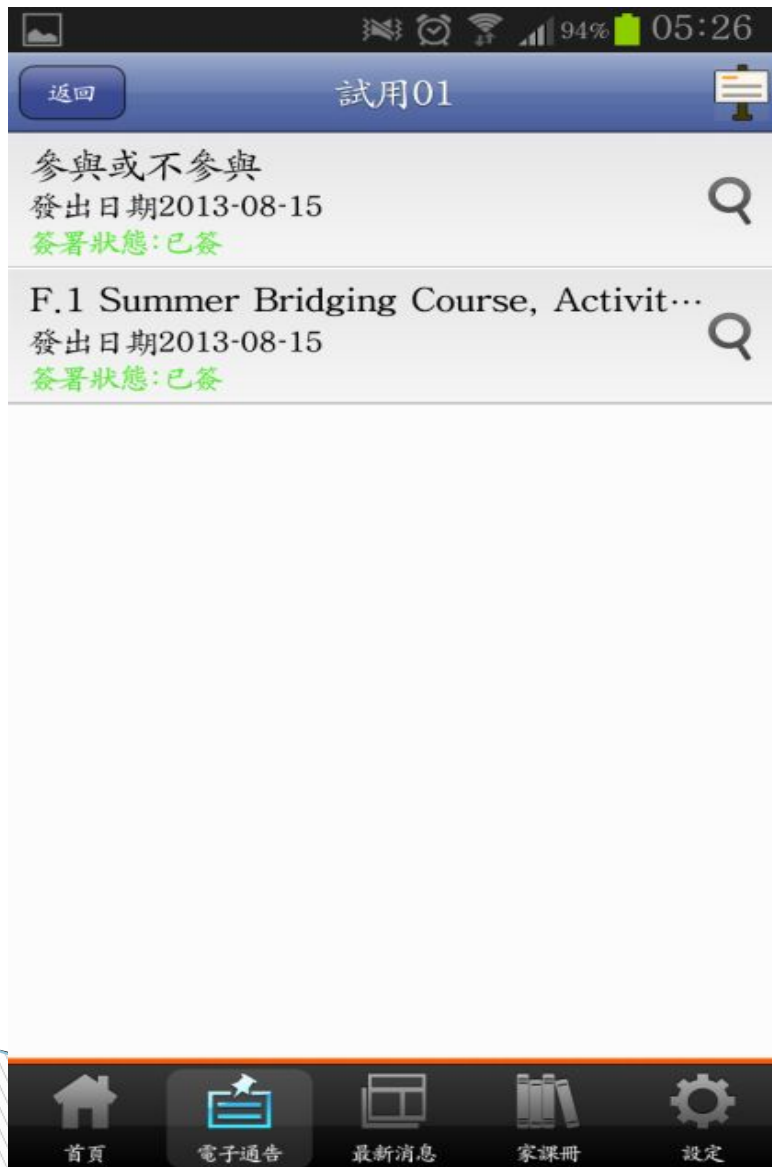 94% 05:26
返回 試用01
參與或不參與
發出日期2013-08-15
簽署狀態:已簽
F.1 Summer Bridging Course, Activit…
發出日期2013-08-15
簽署狀態:已簽
首頁 電子通告 最新消息 家課冊 設定